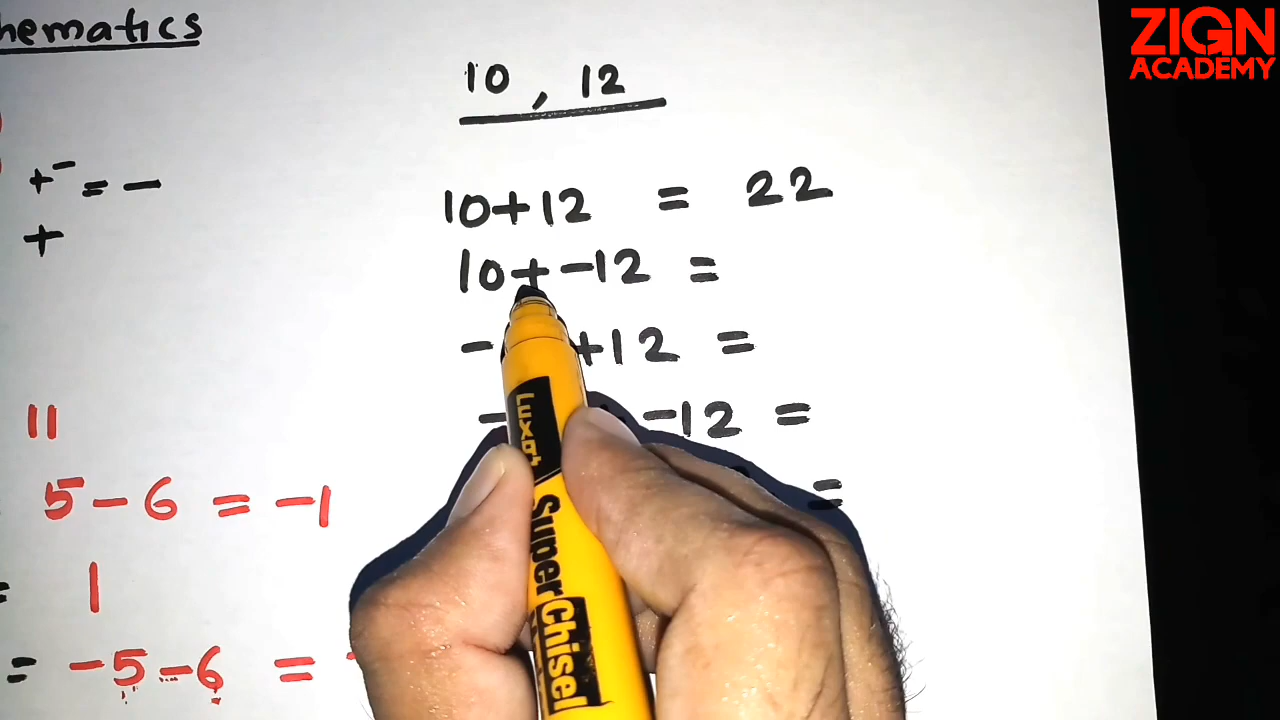 hematics
ZIGN
ACADEMY
10 , 12
+ - = -
+
10+12 = 22
10+ -12 =
- +12 =
- -12 =
=
11
5 - 6 = -1
= 1
= -5 - 6 =
Luxor
SuperChisel